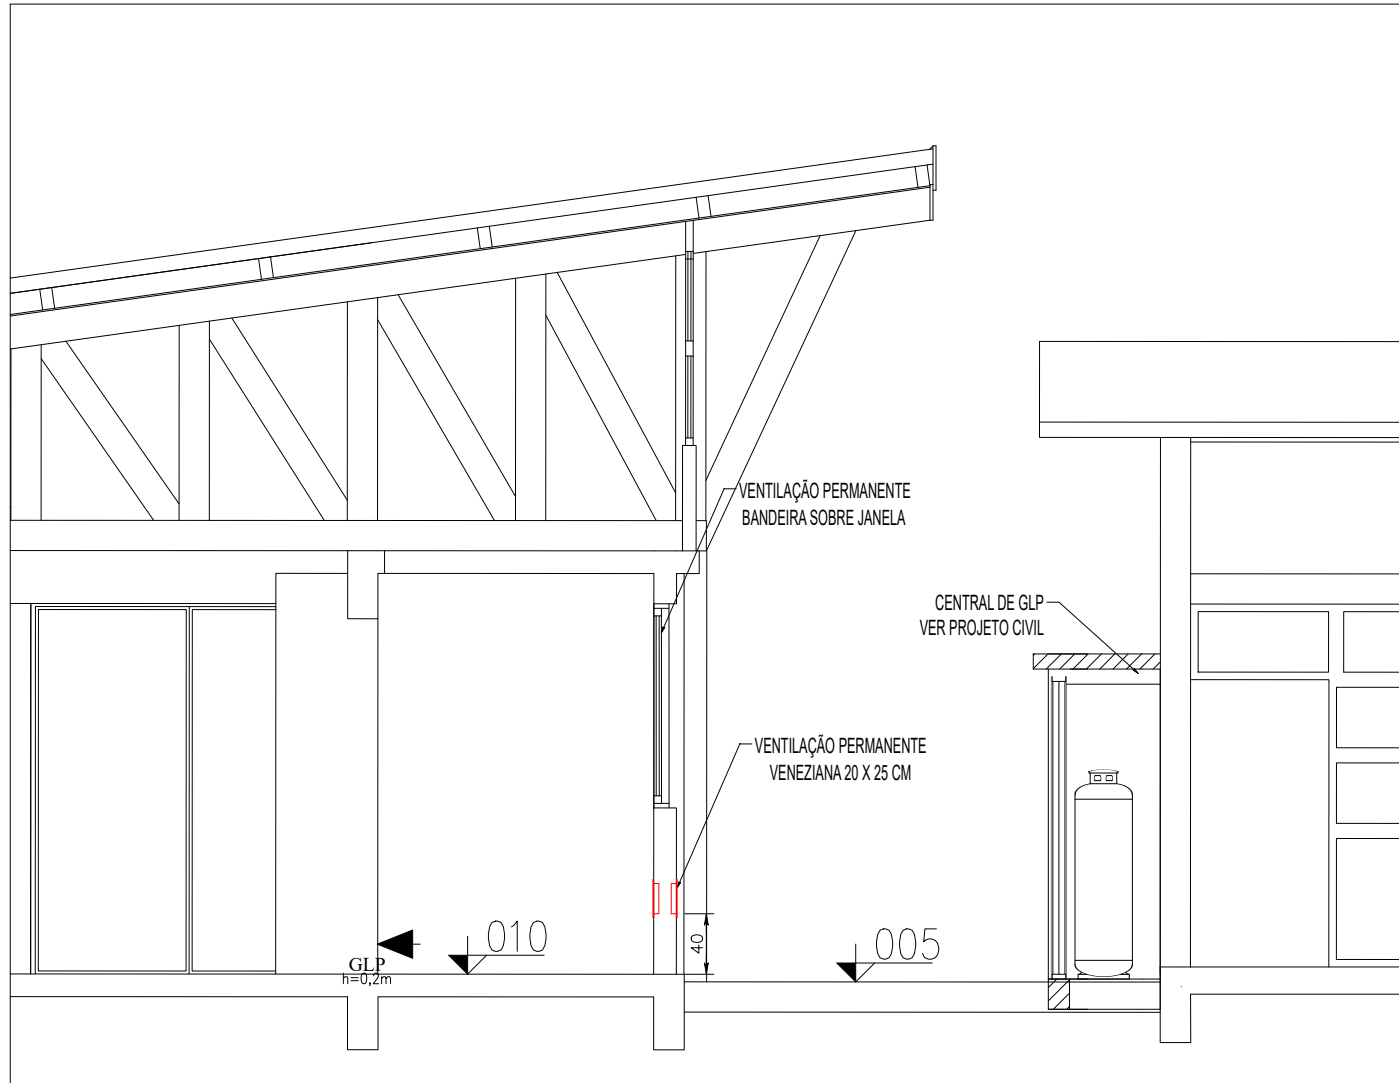 VENTILAÇÃO PERMANENTE
BANDEIRA SOBRE JANELA
CENTRAL DE GLP
VER PROJETO CIVIL
VENTILAÇÃO PERMANENTE
VENEZIANA 20 X 25 CM
010
005
40
GLP
h=0,2m